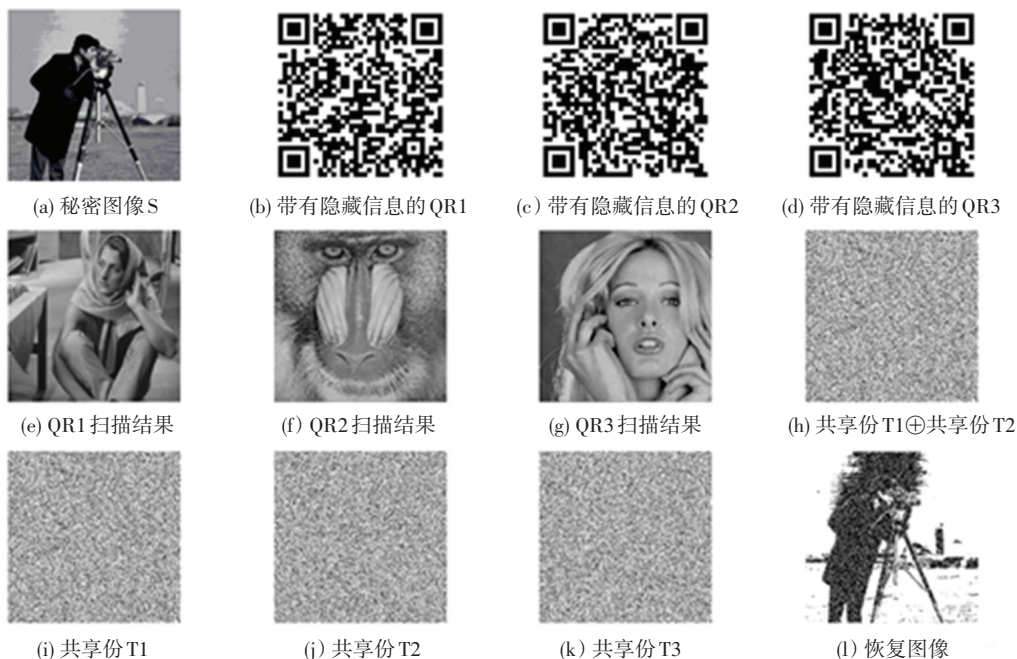 (a) 秘密图像S
(b) 带有隐藏信息的QR1
(c) 带有隐藏信息的QR2
(d) 带有隐藏信息的QR3
(e) QR1扫描结果
(f) QR2扫描结果
(g) QR3扫描结果
(h) 共享份T1⊕共享份T2
(i) 共享份T1
(j) 共享份T2
(k) 共享份T3
(l) 恢复图像